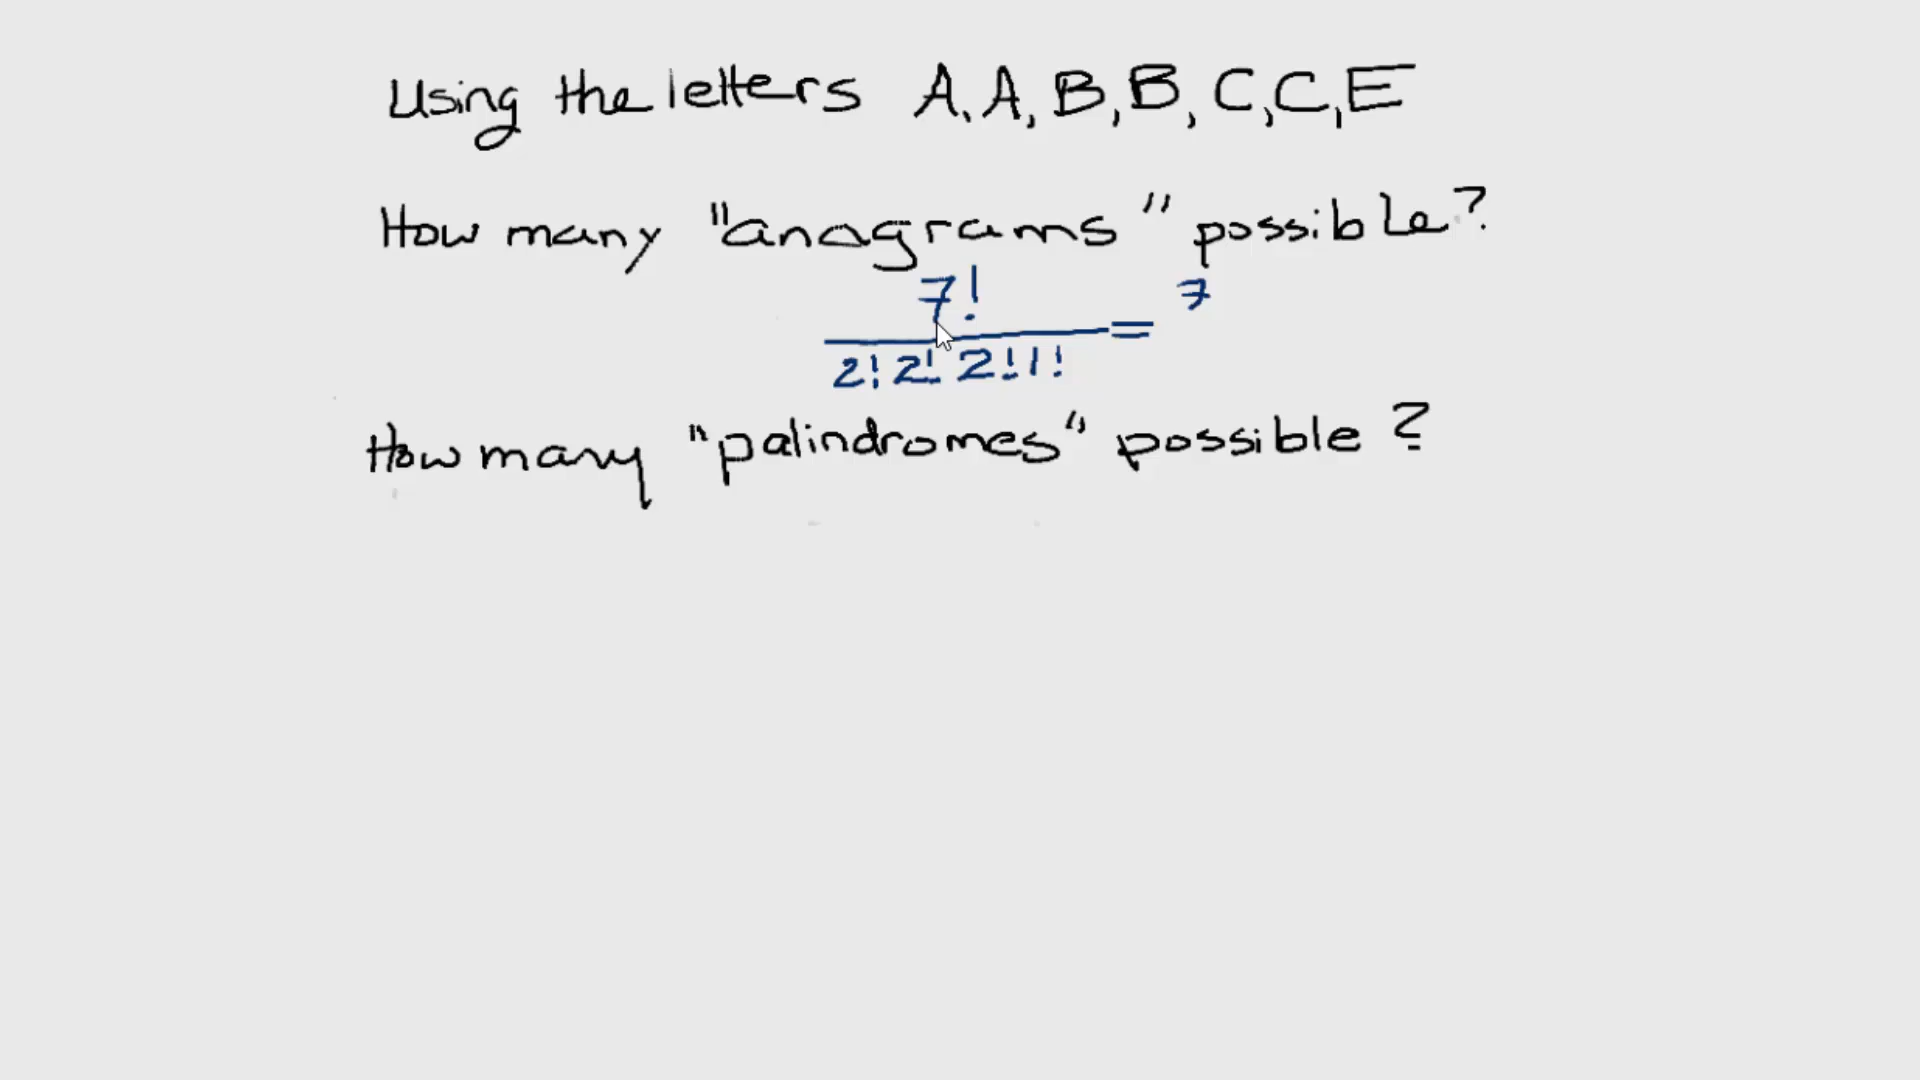 Using the letters A, A, B, B, C, C, E
How many "anagrams" possible?
7!
2! 2! 2! 1!
= 7
How many "palindromes" possible?